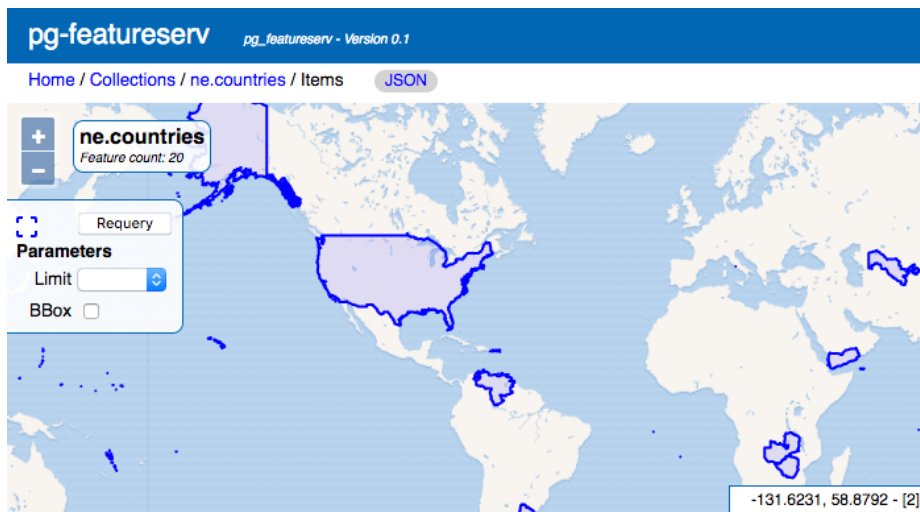 pg-featureserv pg_featureserv - Version 0.1
Home / Collections / ne.countries / Items JSON
+
ne.countries
Feature count: 20
–
Requery
Parameters
Limit
BBox
-131.6231, 58.8792 - [2]